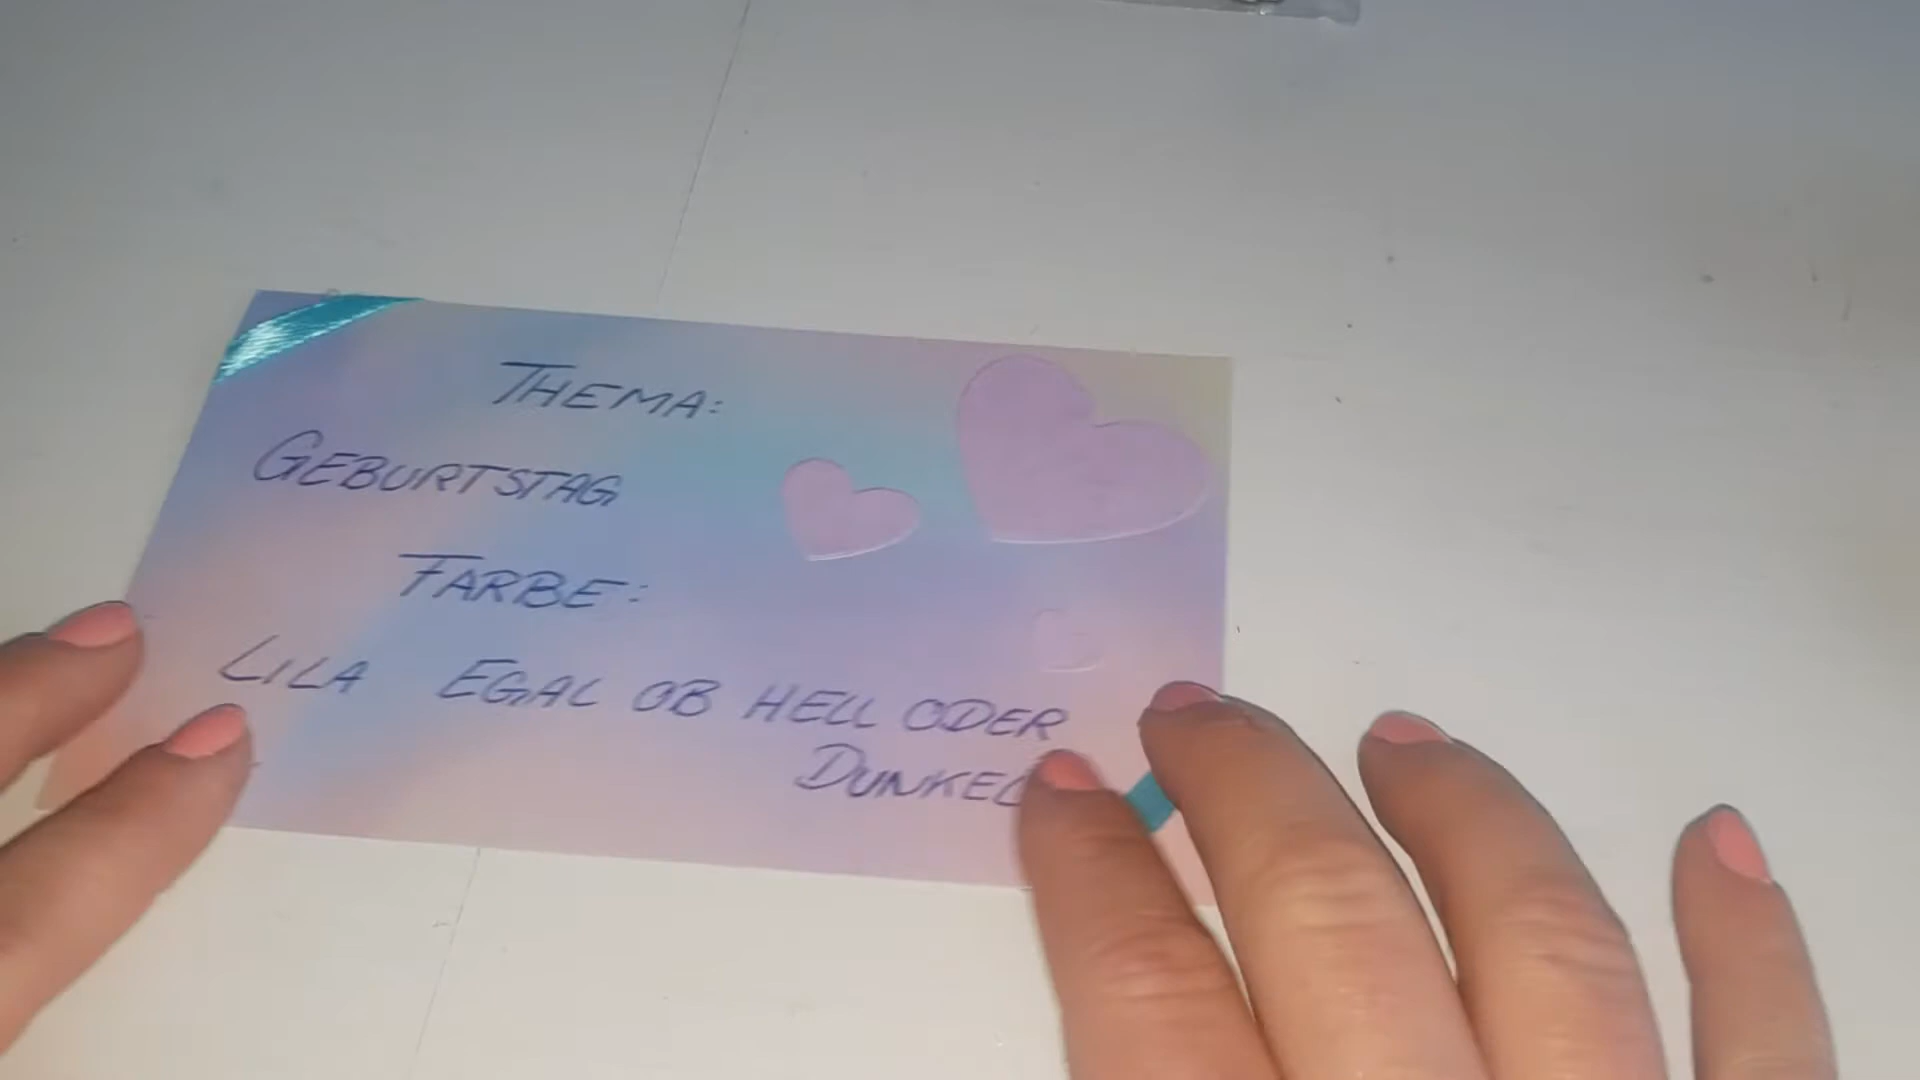 THEMA:
GEBURTSTAG
FARBE:
LILA EGAL OB HELL ODER
DUNKEL